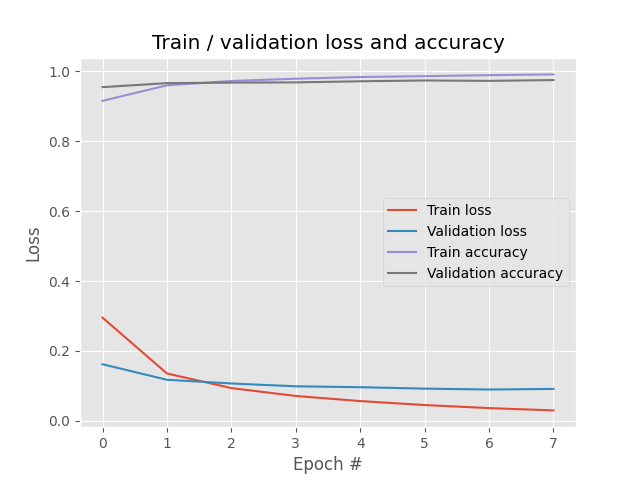 Train / validation loss and accuracy
1.0
0.8
0.6
0.4
0.2
0.0
Loss
Train loss
Validation loss
Train accuracy
Validation accuracy
0 1 2 3 4 5 6 7
Epoch #